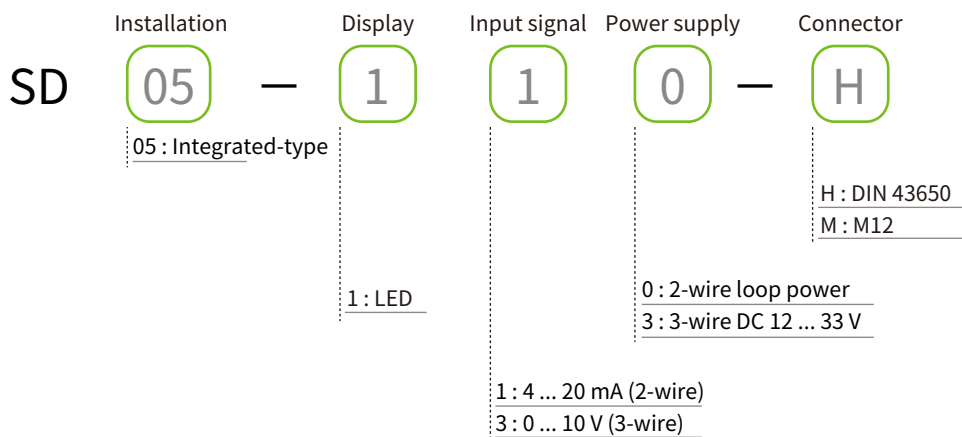 Installation Display Input signal Power supply Connector
SD 05 — 1 1 0 — H
05 : Integrated-type
H : DIN 43650
M : M12
1 : LED
0 : 2-wire loop power
3 : 3-wire DC 12 ... 33 V
1 : 4 ... 20 mA (2-wire)
3 : 0 ... 10 V (3-wire)